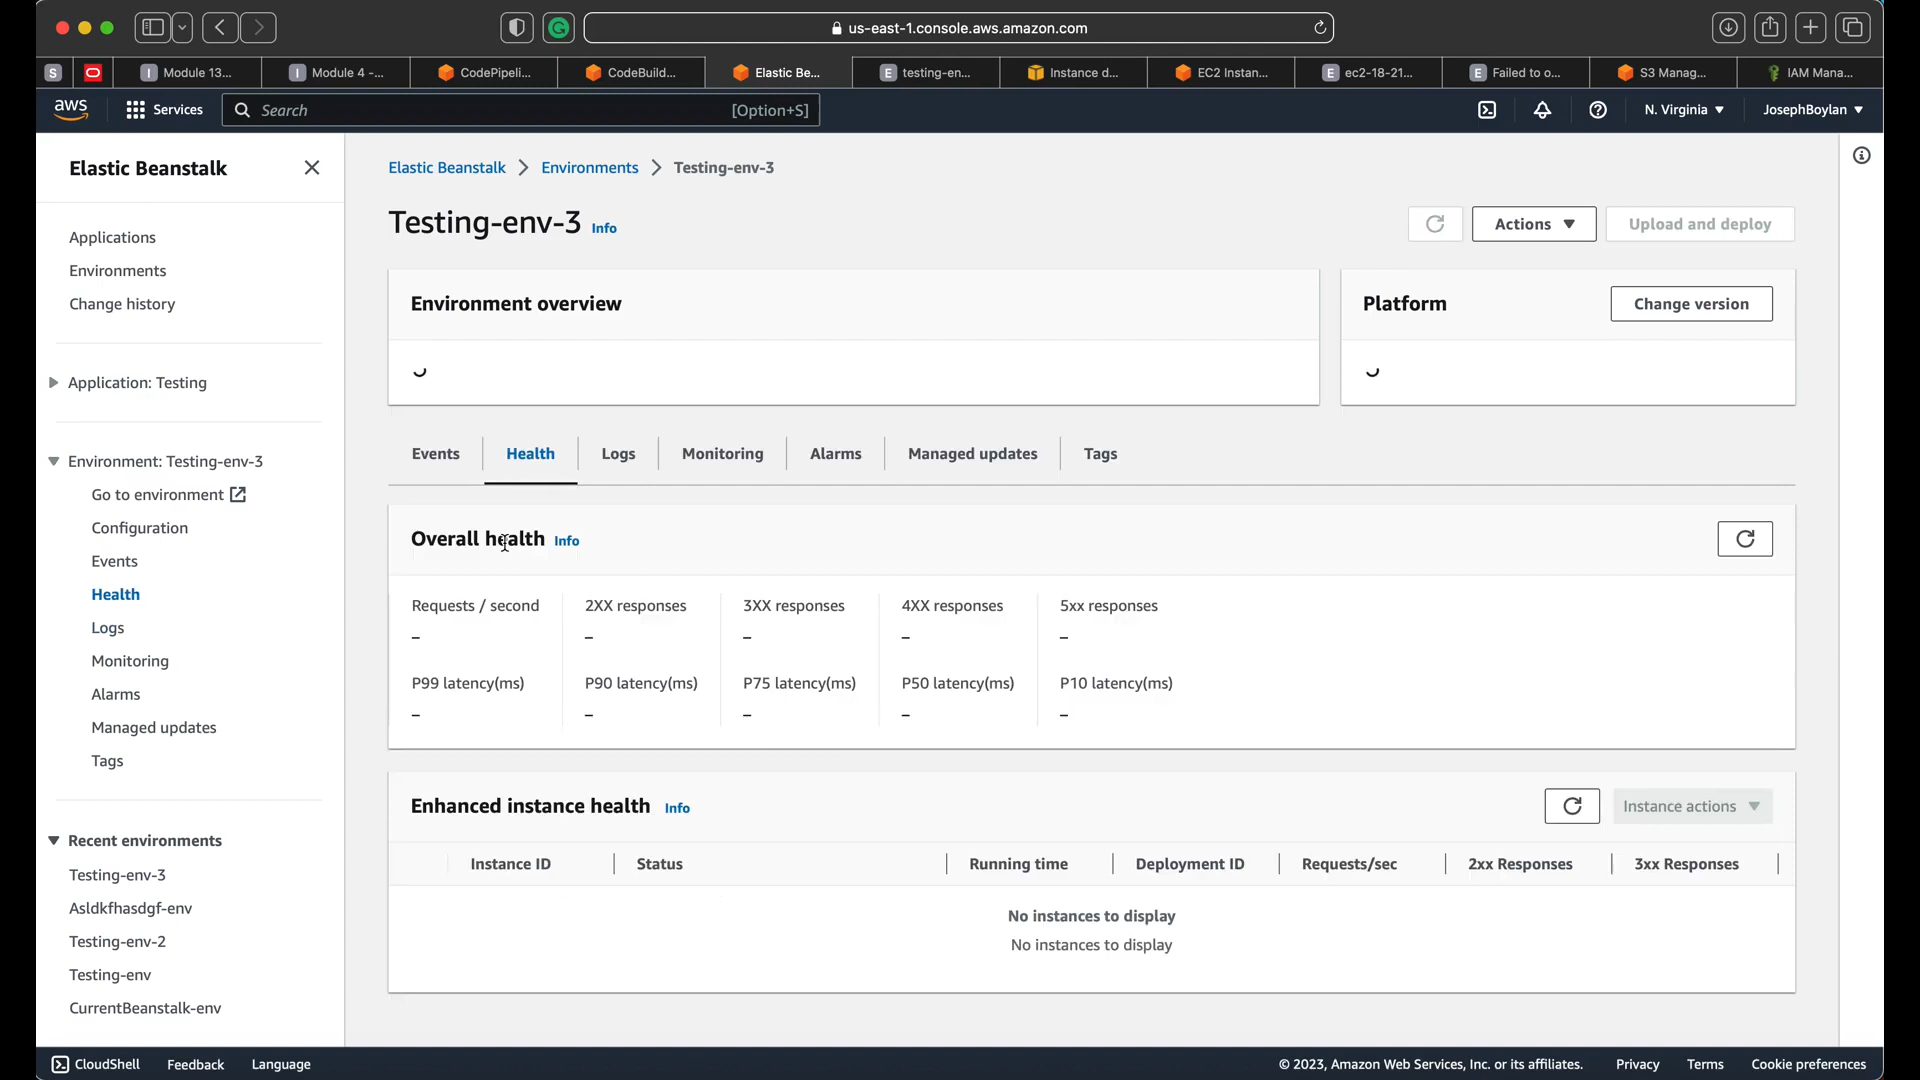 us-east-1.console.aws.amazon.com
S
Module 13...
Module 4 -...
CodePipeli...
CodeBuild...
Elastic Be...
E testing-en...
Instance d...
EC2 Instan...
E ec2-18-21...
E Failed to o...
S3 Manag...
IAM Mana...
aws
Services
Search
[Option+S]
N. Virginia
JosephBoylan
Elastic Beanstalk
Applications
Environments
Change history
Application: Testing
Environment: Testing-env-3
Go to environment
Configuration
Events
Health
Logs
Monitoring
Alarms
Managed updates
Tags
Recent environments
Testing-env-3
Asldkfhasdgf-env
Testing-env-2
Testing-env
CurrentBeanstalk-env
Elastic Beanstalk > Environments > Testing-env-3
Testing-env-3 Info
Actions
Upload and deploy
Environment overview
Platform
Change version
Events
Health
Logs
Monitoring
Alarms
Managed updates
Tags
Overall health Info
Requests / second 2XX responses 3XX responses 4XX responses 5xx responses
– – – – –
P99 latency(ms) P90 latency(ms) P75 latency(ms) P50 latency(ms) P10 latency(ms)
– – – – –
Enhanced instance health Info
Instance actions
Instance ID Status Running time Deployment ID Requests/sec 2xx Responses 3xx Responses
No instances to display
No instances to display
CloudShell Feedback Language
© 2023, Amazon Web Services, Inc. or its affiliates. Privacy Terms Cookie preferences